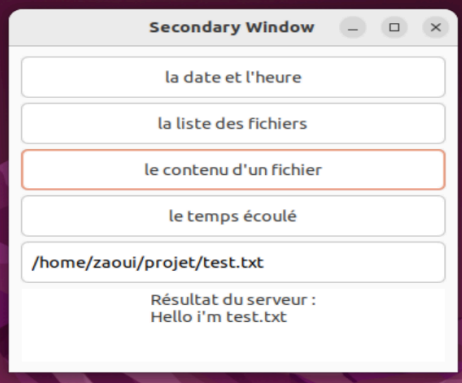 Secondary Window
la date et l'heure
la liste des fichiers
le contenu d'un fichier
le temps écoulé
/home/zaoui/projet/test.txt
Résultat du serveur :
Hello i'm test.txt